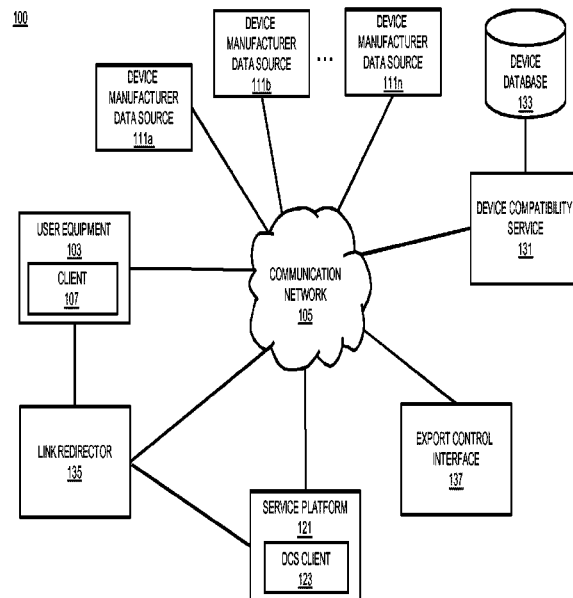 100
DEVICE
MANUFACTURER
DATA SOURCE
111a
DEVICE
MANUFACTURER
DATA SOURCE
111b
...
DEVICE
MANUFACTURER
DATA SOURCE
111n
DEVICE
DATABASE
133
USER EQUIPMENT
103
CLIENT
107
COMMUNICATION
NETWORK
105
DEVICE COMPATIBILITY
SERVICE
131
LINK REDIRECTOR
135
SERVICE PLATFORM
121
DCS CLIENT
123
EXPORT CONTROL
INTERFACE
137